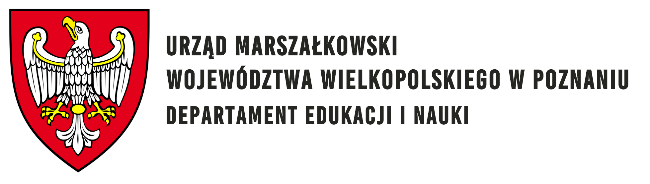 URZĄD MARSZAŁKOWSKI
WOJEWÓDZTWA WIELKOPOLSKIEGO W POZNANIU
DEPARTAMENT EDUKACJI I NAUKI